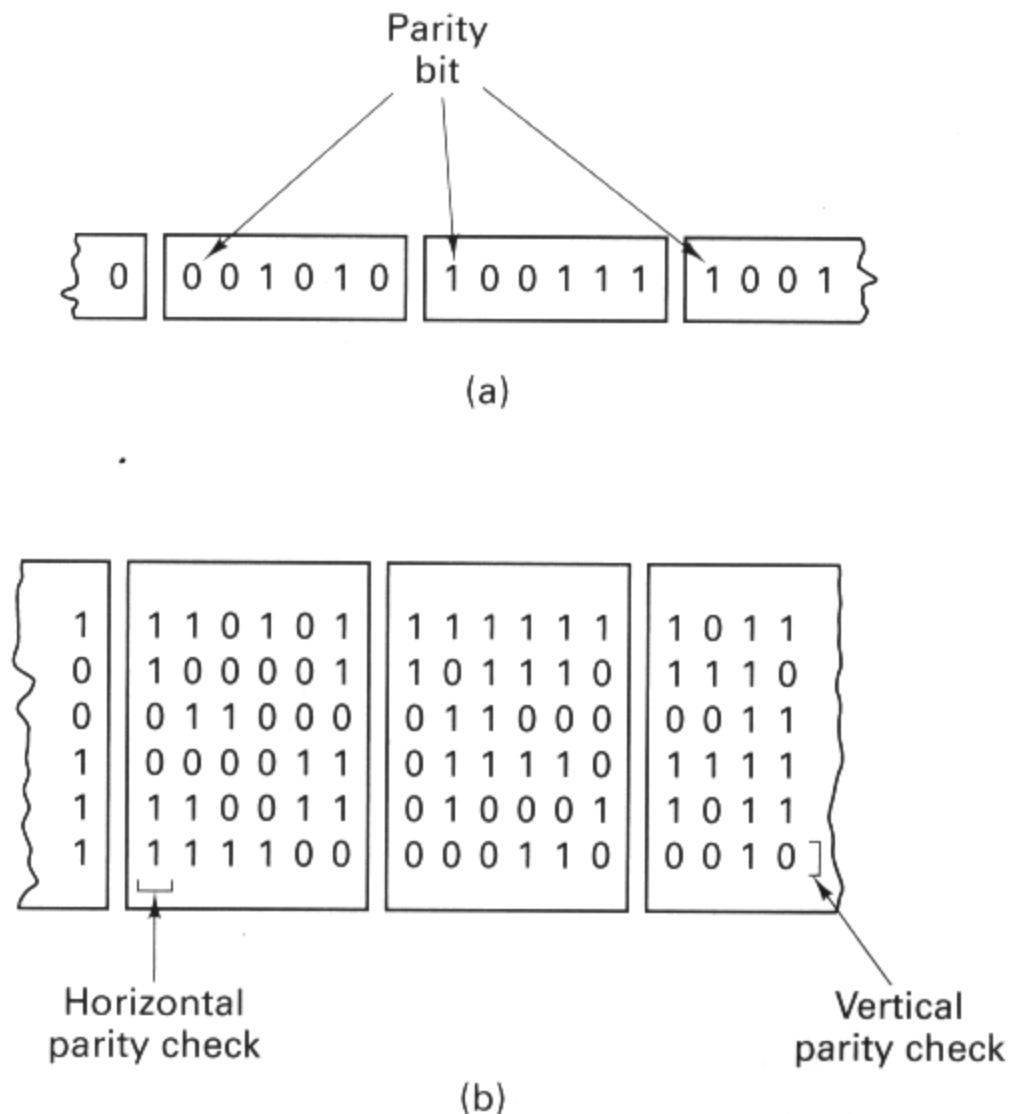 Parity
bit
0 0 0 1 0 1 0 1 0 0 1 1 1 1 0 0 1
(a)
1 1 1 0 1 0 1 1 1 1 1 1 1 1 0 1 1
0 1 0 0 0 0 1 1 0 1 1 1 0 1 1 1 0
0 0 1 1 0 0 0 0 1 1 0 0 0 0 0 1 1
1 0 0 0 0 1 1 0 1 1 1 1 0 1 1 1 1
1 1 1 0 0 1 1 0 1 0 0 0 1 1 0 1 1
1 1 1 1 1 0 0 0 0 0 1 1 0 0 0 1 0
Horizontal
parity check
Vertical
parity check
(b)